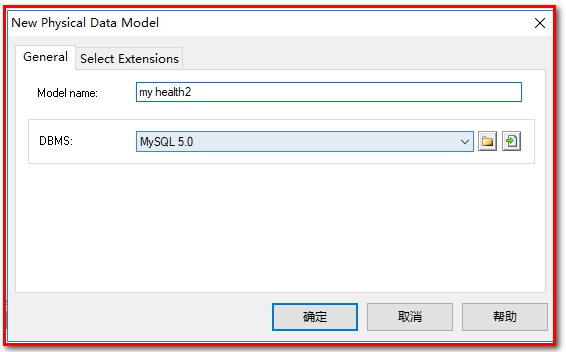 New Physical Data Model
General Select Extensions
Model name: my health2
DBMS: MySQL 5.0
确定 取消 帮助